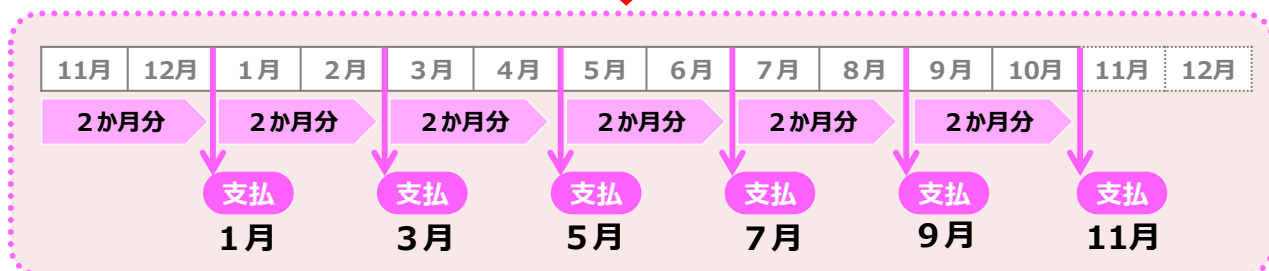 11月 12月 1月 2月 3月 4月 5月 6月 7月 8月 9月 10月 11月 12月
2か月分 2か月分 2か月分 2か月分 2か月分 2か月分
支払 支払 支払 支払 支払 支払
1月 3月 5月 7月 9月 11月